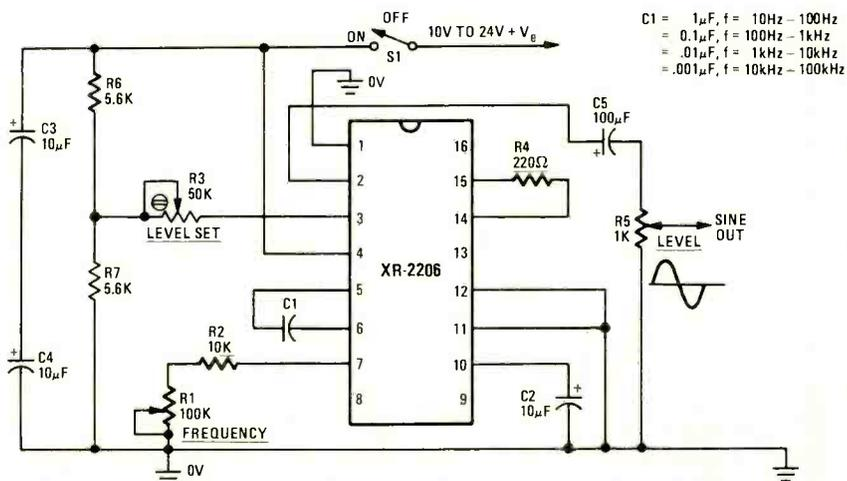 OFF
ON
S1
10V TO 24V + VB
C1 = 1µF, f = 10Hz – 100Hz
= 0.1µF, f = 100Hz – 1kHz
= .01µF, f = 1kHz – 10kHz
= .001µF, f = 10kHz – 100kHz
0V
R6
5.6K
+ C3
10µF
R3
50K
LEVEL SET
R7
5.6K
+
C4
10µF
C1
R2
10K
R1
100K
FREQUENCY
0V
1
2
3
4
5
6
7
8
XR-2206
16
15
14
13
12
11
10
9
R4
220Ω
C5
100µF
+
R5
1K
LEVEL
SINE
OUT
C2
10µF
+